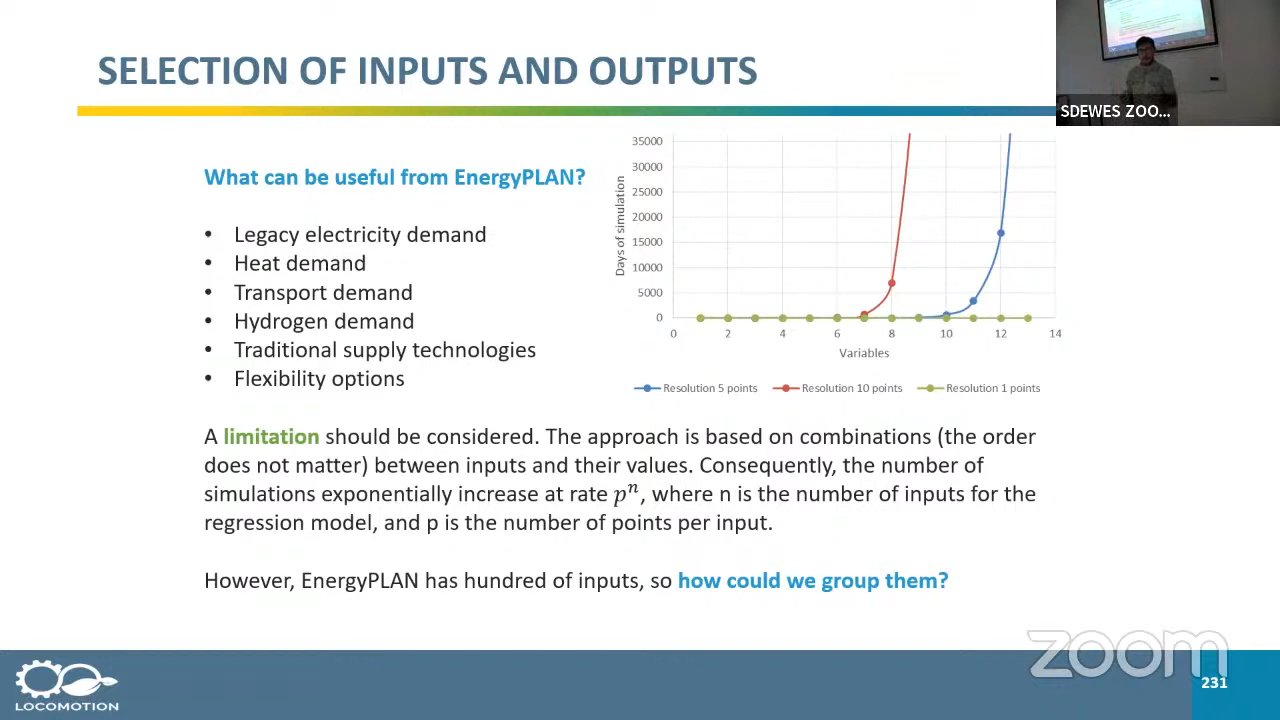 SELECTION OF INPUTS AND OUTPUTS
SDEWES ZOO...
What can be useful from EnergyPLAN?
• Legacy electricity demand
• Heat demand
• Transport demand
• Hydrogen demand
• Traditional supply technologies
• Flexibility options
Days of simulation
35000
30000
25000
20000
15000
10000
5000
0
0 2 4 6 8 10 12 14
Variables
Resolution 5 points Resolution 10 points Resolution 1 points
A limitation should be considered. The approach is based on combinations (the order
does not matter) between inputs and their values. Consequently, the number of
simulations exponentially increase at rate pⁿ, where n is the number of inputs for the
regression model, and p is the number of points per input.
However, EnergyPLAN has hundred of inputs, so how could we group them?
zoom
231
LOCOMOTION